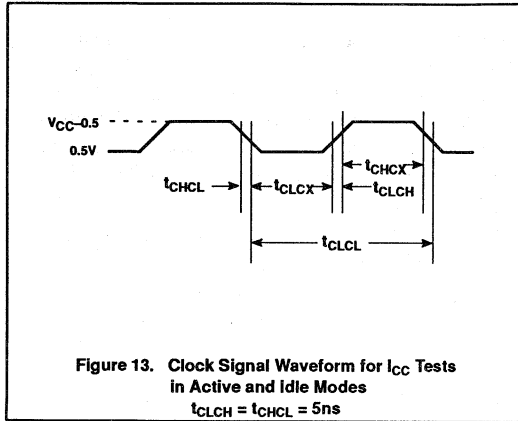 VCC–0.5
0.5V
tCHCX
tCHCL
tCLCX
tCLCH
tCLCL
Figure 13. Clock Signal Waveform for ICC Tests
in Active and Idle Modes
tCLCH = tCHCL = 5ns